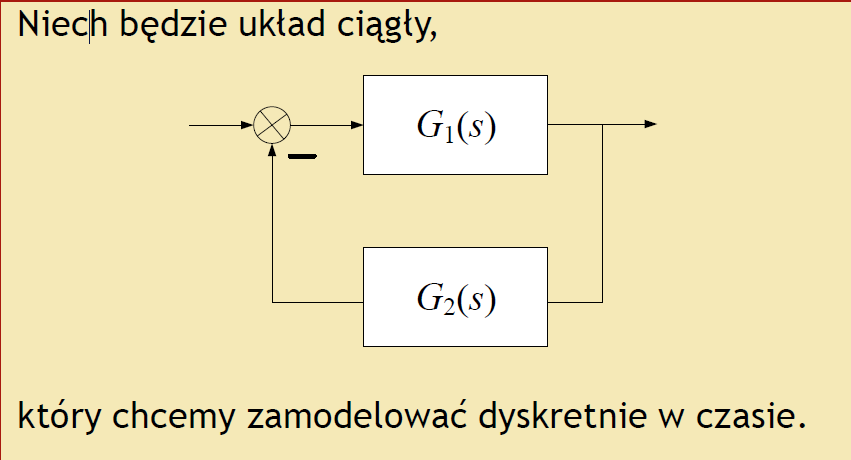 Niech będzie układ ciągły,
G₁(s)
G₂(s)
który chcemy zamodelować dyskretnie w czasie.